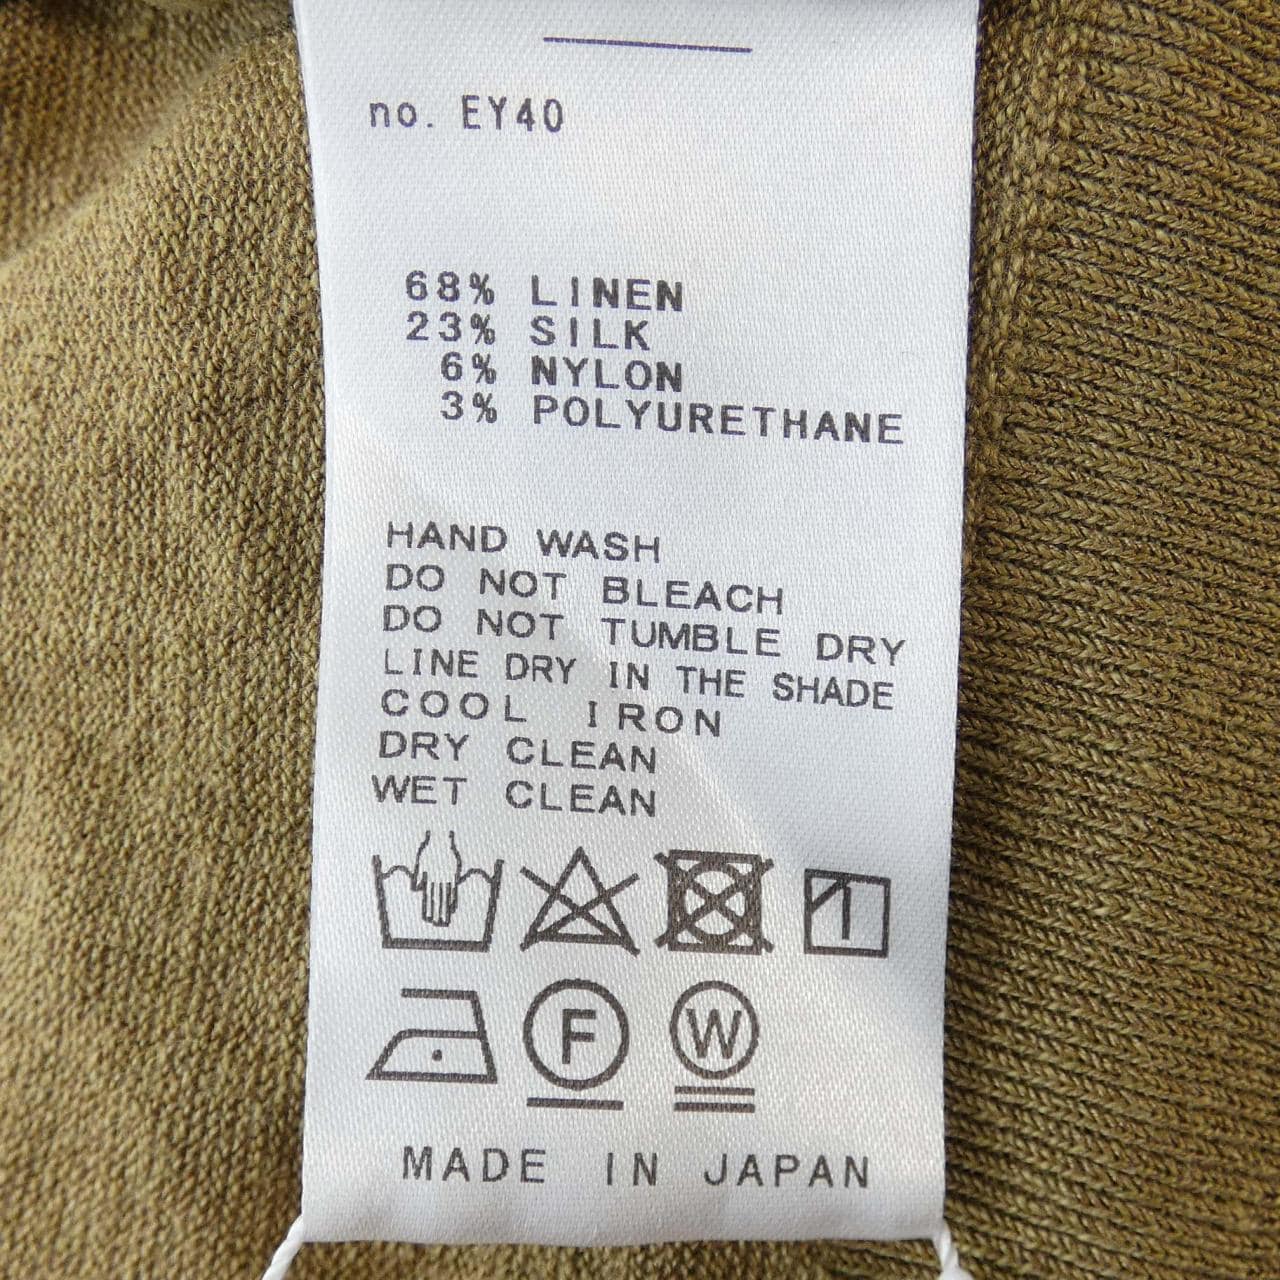 no. EY40
68% LINEN
23% SILK
6% NYLON
3% POLYURETHANE
HAND WASH
DO NOT BLEACH
DO NOT TUMBLE DRY
LINE DRY IN THE SHADE
COOL IRON
DRY CLEAN
WET CLEAN
F W
MADE IN JAPAN